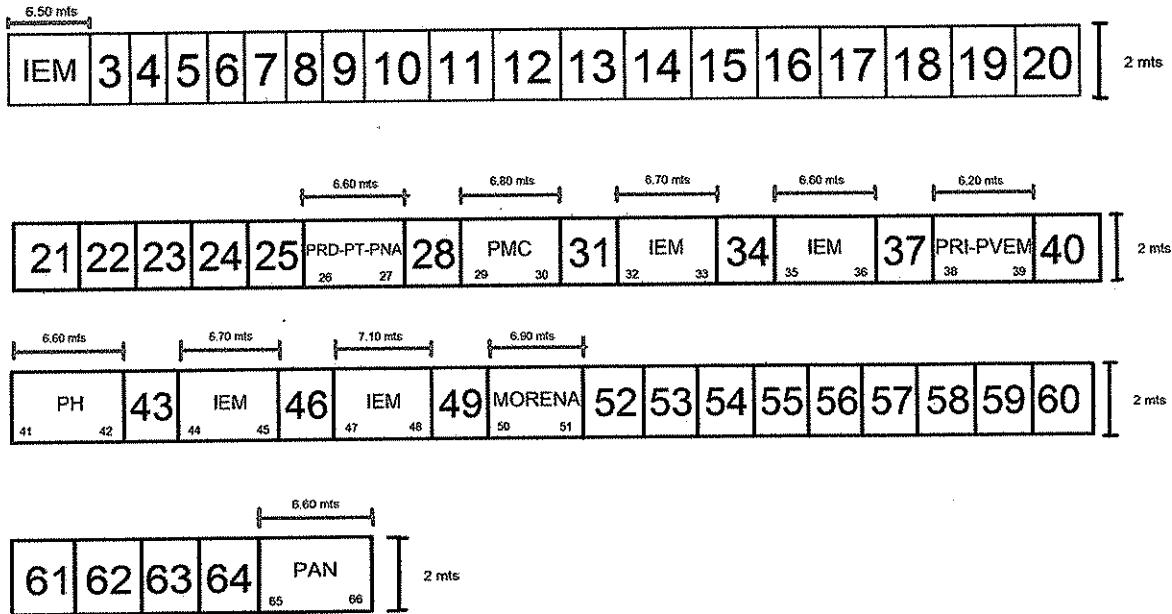 6.50 mts
IEM 3 4 5 6 7 8 9 10 11 12 13 14 15 16 17 18 19 20 2 mts
6.60 mts 6.80 mts 6.70 mts 6.60 mts 6.20 mts
21 22 23 24 25 PRD-PT-PNA 28 PMC 31 IEM 34 IEM 37 PRI-PVEM 40 2 mts
26 27 29 30 32 33 35 36 38 39
6.60 mts 6.70 mts 7.10 mts 6.90 mts
PH 43 IEM 46 IEM 49 MORENA 52 53 54 55 56 57 58 59 60 2 mts
41 42 44 45 47 48 50 51
6.60 mts
61 62 63 64 PAN 2 mts
65 66